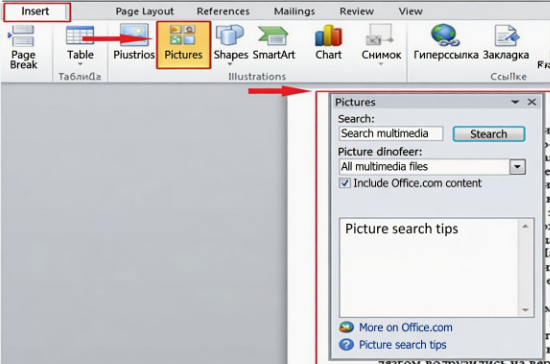 Insert Page Layout References Mailings Review View
Page Break
Table
Piustrios
Pictures
Shapes
SmartArt
Chart
Снимок
Гиперссылка
Закладка
Illustrations
Pictures
Search:
Search multimedia Stearch
Picture dinofeer:
All multimedia files
Include Office.com content
Picture search tips
More on Office.com
Picture search tips